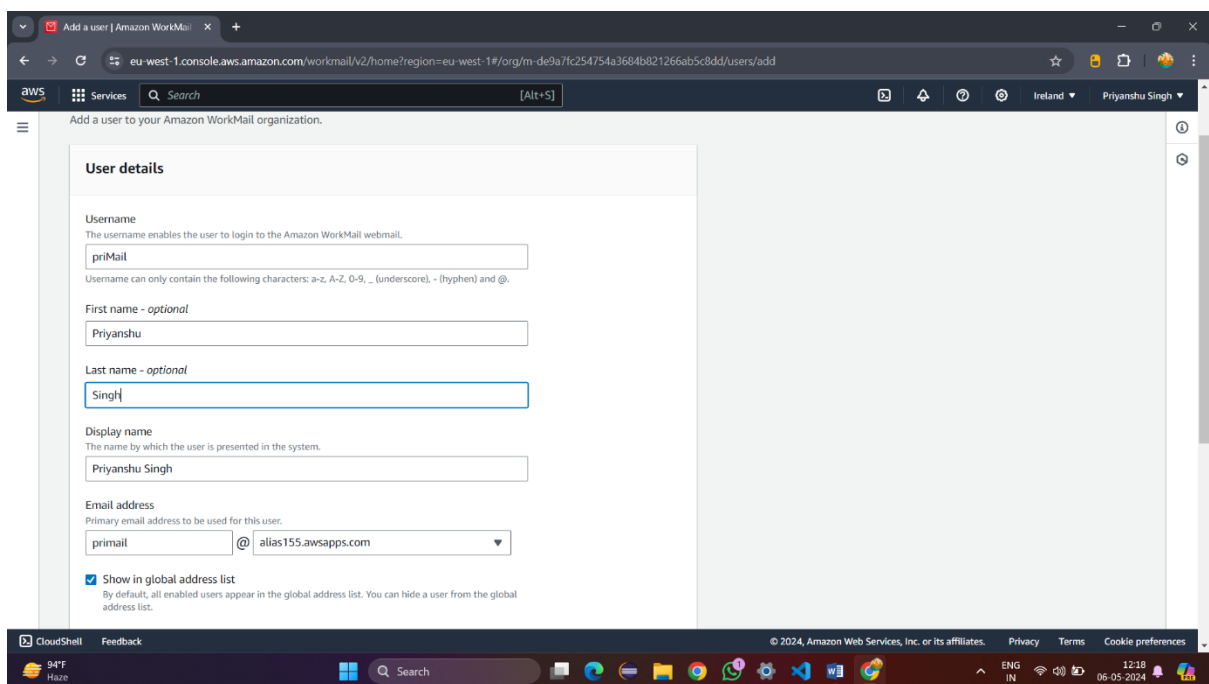 Add a user | Amazon WorkMail
eu-west-1.console.aws.amazon.com/workmail/v2/home?region=eu-west-1#/org/m-de9a7fc254754a3684b821266ab5c8dd/users/add
aws Services Search [Alt+S] Ireland Priyanshu Singh
Add a user to your Amazon WorkMail organization.
User details
Username
The username enables the user to login to the Amazon WorkMail webmail.
priMail
Username can only contain the following characters: a-z, A-Z, 0-9, _ (underscore), - (hyphen) and @.
First name - optional
Priyanshu
Last name - optional
Singh
Display name
The name by which the user is presented in the system.
Priyanshu Singh
Email address
Primary email address to be used for this user.
primail @ alias155.awsapps.com
Show in global address list
By default, all enabled users appear in the global address list. You can hide a user from the global
address list.
CloudShell Feedback © 2024, Amazon Web Services, Inc. or its affiliates. Privacy Terms Cookie preferences
94°F
Haze
Search
ENG
IN
12:18
06-05-2024
PRE